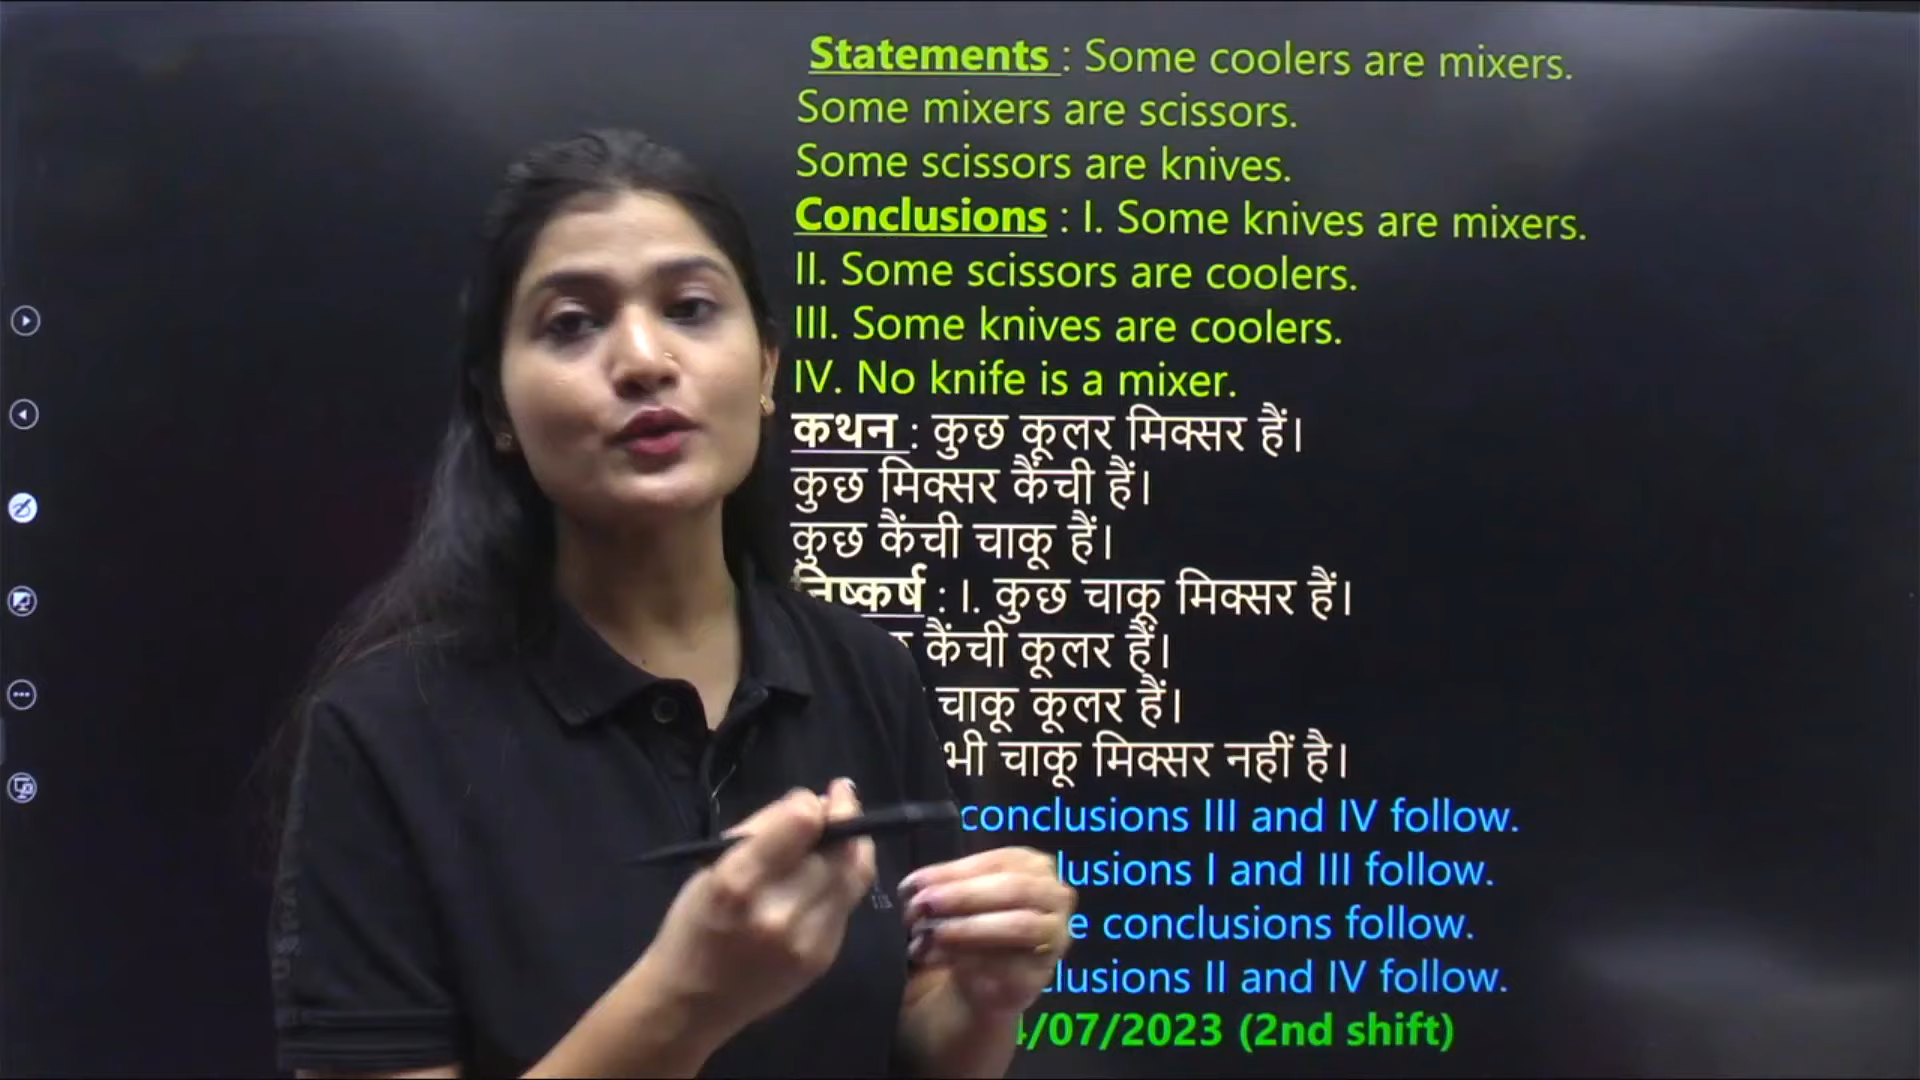 Statements : Some coolers are mixers.
Some mixers are scissors.
Some scissors are knives.
Conclusions : I. Some knives are mixers.
II. Some scissors are coolers.
III. Some knives are coolers.
IV. No knife is a mixer.
कथन : कुछ कूलर मिक्सर हैं।
कुछ मिक्सर कैंची हैं।
कुछ कैंची चाकू हैं।
निष्कर्ष : I. कुछ चाकू मिक्सर हैं।
कैंची कूलर हैं।
चाकू कूलर हैं।
भी चाकू मिक्सर नहीं है।
conclusions III and IV follow.
lusions I and III follow.
e conclusions follow.
lusions II and IV follow.
/07/2023 (2nd shift)